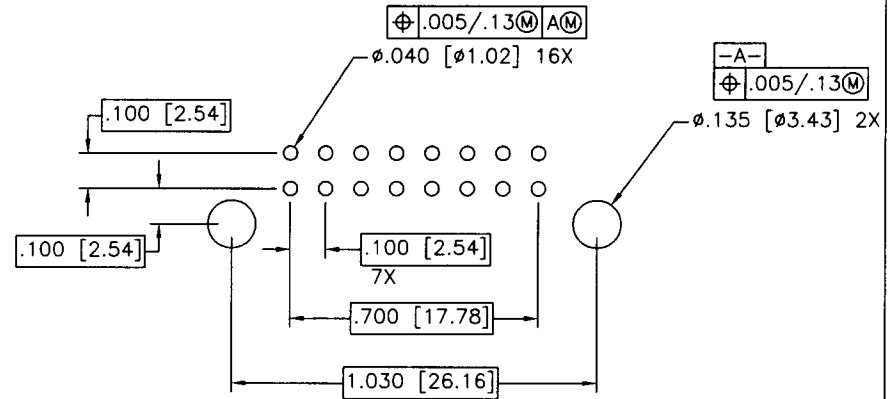 ⌖ .005/.13Ⓜ AⓂ
ø.040 [ø1.02] 16X
-A-
⌖ .005/.13Ⓜ
ø.135 [ø3.43] 2X
.100 [2.54]
.100 [2.54]
.100 [2.54]
7X
.700 [17.78]
1.030 [26.16]